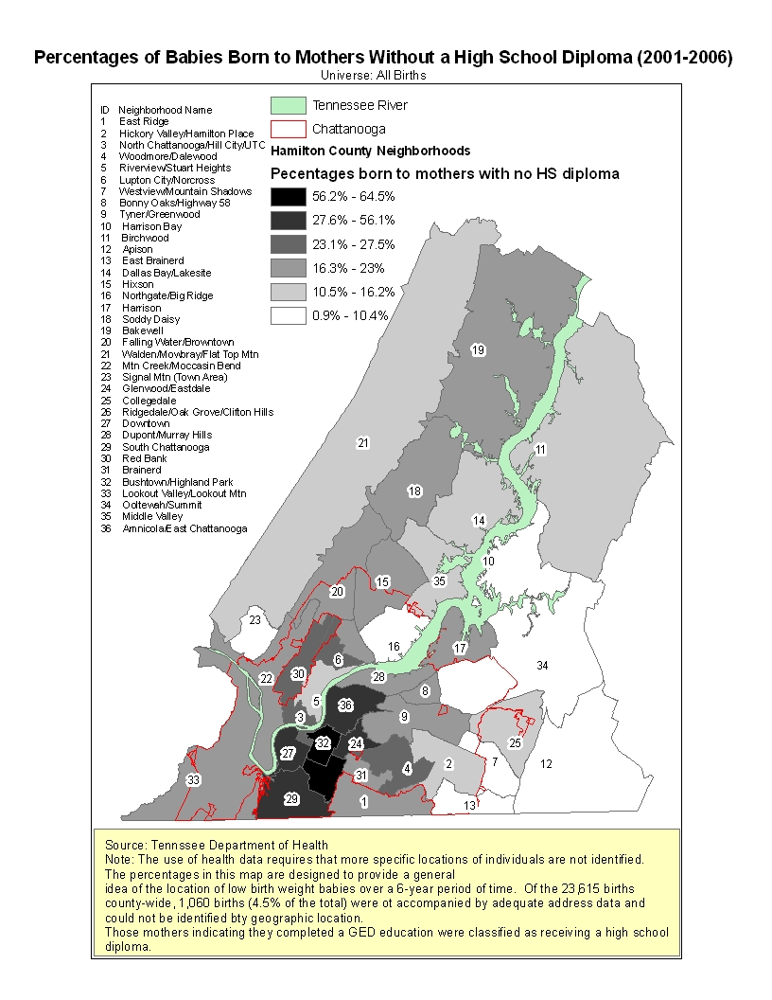 Percentages of Babies Born to Mothers Without a High School Diploma (2001-2006)
Universe: All Births
ID Neighborhood Name
1 East Ridge
2 Hickory Valley/Hamilton Place
3 North Chattanooga/Hill City/UTC
4 Woodmore/Dalewood
5 Riverview/Stuart Heights
6 Lupton City/Norcross
7 Westview/Mountain Shadows
8 Bonny Oaks/Highway 58
9 Tyner/Greenwood
10 Harrison Bay
11 Birchwood
12 Apison
13 East Brainerd
14 Dallas Bay/Lakesite
15 Hixson
16 Northgate/Big Ridge
17 Harrison
18 Soddy Daisy
19 Bakewell
20 Falling Water/Browntown
21 Walden/Mowbray/Flat Top Mtn
22 Mtn Creek/Moccasin Bend
23 Signal Mtn (Town Area)
24 Glenwood/Eastdale
25 Collegedale
26 Ridgedale/Oak Grove/Clifton Hills
27 Downtown
28 Dupont/Murray Hills
29 South Chattanooga
30 Red Bank
31 Brainerd
32 Bushtown/Highland Park
33 Lookout Valley/Lookout Mtn
34 Ooltewah/Summit
35 Middle Valley
36 Amnicola/East Chattanooga
Tennessee River
Chattanooga
Hamilton County Neighborhoods
Pecentages born to mothers with no HS diploma
56.2% - 64.5%
27.6% - 56.1%
23.1% - 27.5%
16.3% - 23%
10.5% - 16.2%
0.9% - 10.4%
19
21
11
18
14
10
15
35
20
23
16
17
6
34
22
30
28
5
8
36
3
9
32
24
25
27
2
7
12
4
33
31
29
1
13
Source: Tennssee Department of Health
Note: The use of health data requires that more specific locations of individuals are not identified.
The percentages in this map are designed to provide a general
idea of the location of low birth weight babies over a 6-year period of time. Of the 23,615 births
county-wide, 1,060 births (4.5% of the total) were ot accompanied by adequate address data and
could not be identified bty geographic location.
Those mothers indicating they completed a GED education were classified as receiving a high school
diploma.